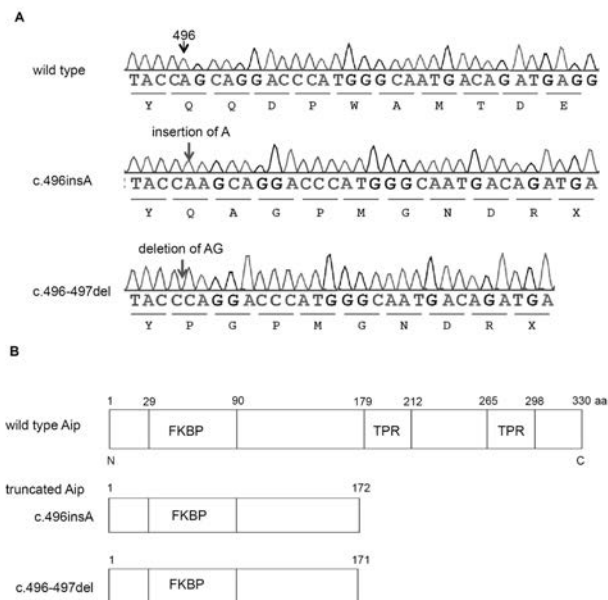 A
496
wild type
TACCAGCAGGACCCATGGGCAATGACAGATGAGG
Y Q Q D P W A M T D E
insertion of A
c.496insA
TACCAAGCAGGACCCATGGGCAATGACAGATGA
Y Q A G P M G N D R X
deletion of AG
c.496-497del
TACCCAGGACCCATGGGCAATGACAGATGA
Y P G P M G N D R X
B
1 29 90 179 212 265 298 330 aa
wild type Aip FKBP TPR TPR
N C
truncated Aip 1 172
c.496insA FKBP
1 171
c.496-497del FKBP